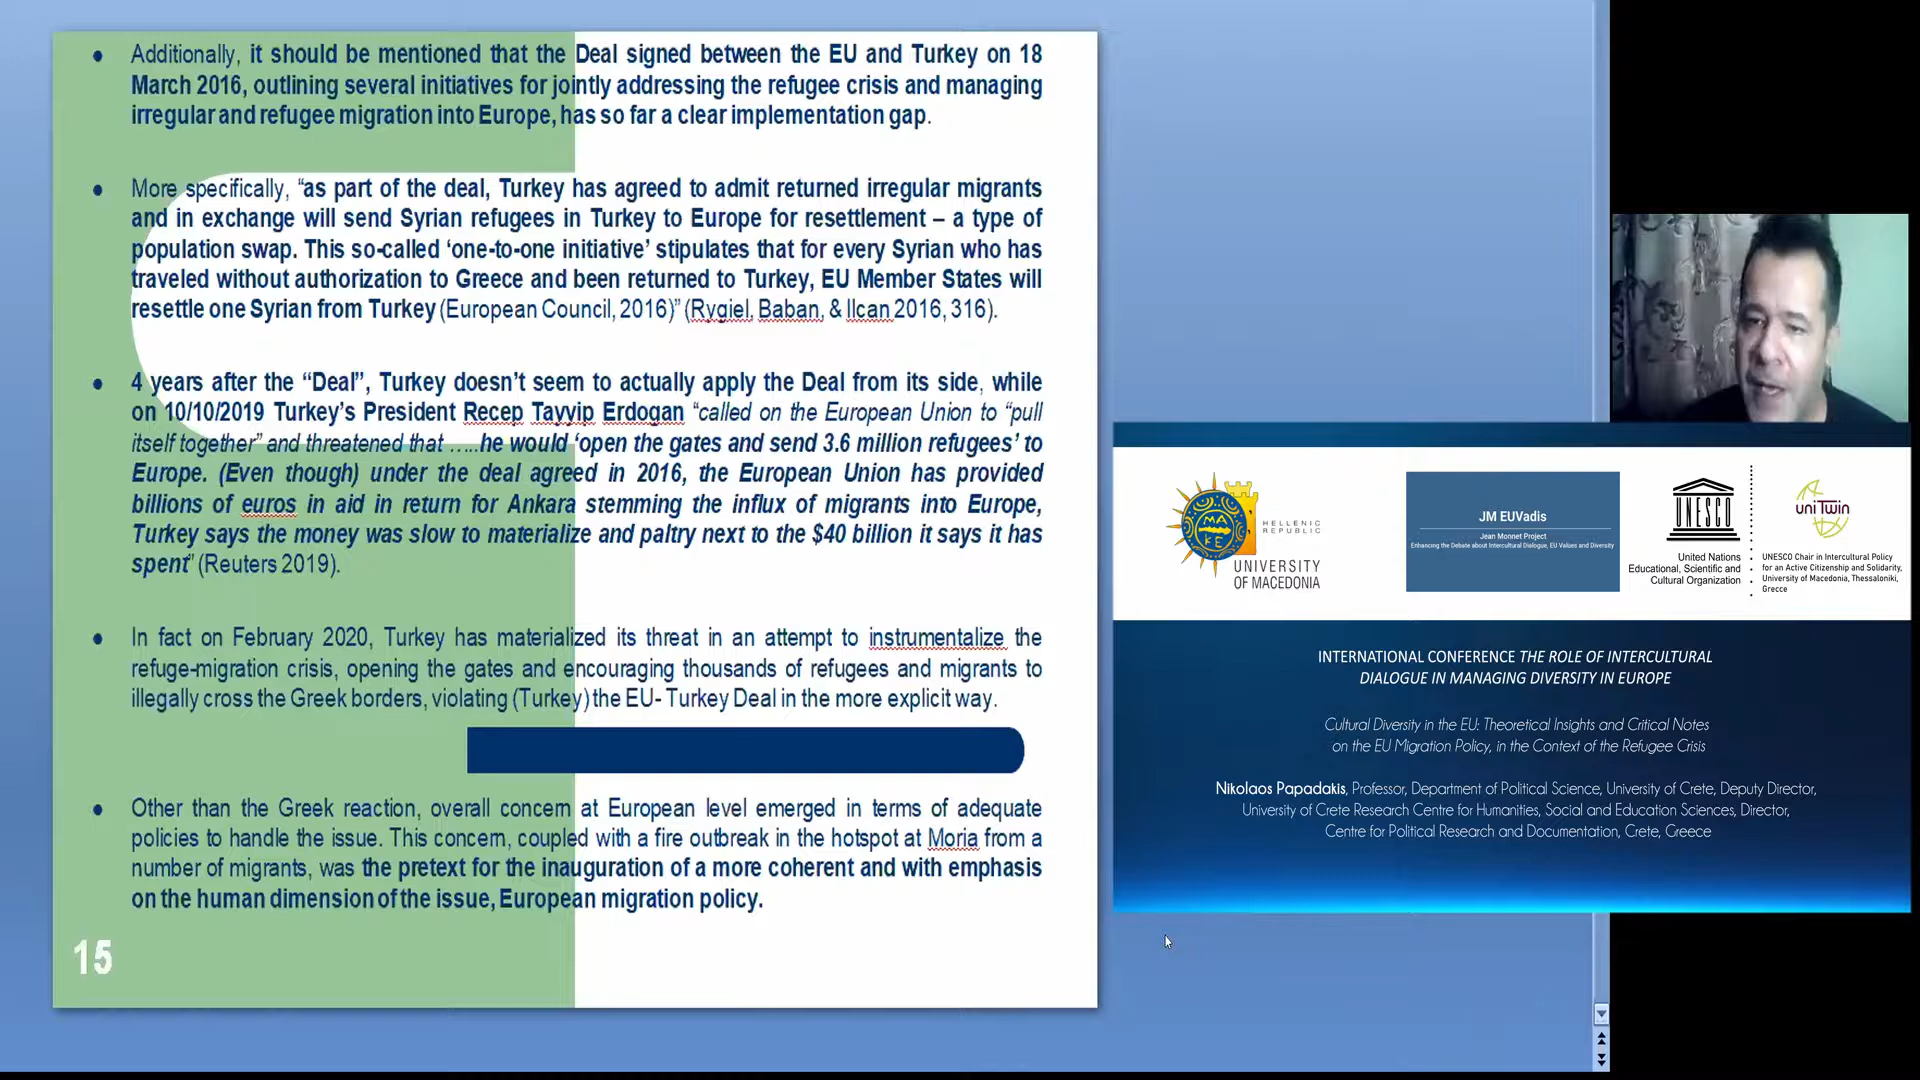 • Additionally, it should be mentioned that the Deal signed between the EU and Turkey on 18
March 2016, outlining several initiatives for jointly addressing the refugee crisis and managing
irregular and refugee migration into Europe, has so far a clear implementation gap.
• More specifically, “as part of the deal, Turkey has agreed to admit returned irregular migrants
and in exchange will send Syrian refugees in Turkey to Europe for resettlement – a type of
population swap. This so-called ‘one-to-one initiative’ stipulates that for every Syrian who has
traveled without authorization to Greece and been returned to Turkey, EU Member States will
resettle one Syrian from Turkey (European Council, 2016)” (Rygiel, Baban, & Ilcan 2016, 316).
• 4 years after the “Deal”, Turkey doesn’t seem to actually apply the Deal from its side, while
on 10/10/2019 Turkey’s President Recep Tayyip Erdogan “called on the European Union to “pull
itself together” and threatened that …..he would ‘open the gates and send 3.6 million refugees’ to
Europe. (Even though) under the deal agreed in 2016, the European Union has provided
billions of euros in aid in return for Ankara stemming the influx of migrants into Europe,
Turkey says the money was slow to materialize and paltry next to the $40 billion it says it has
spent” (Reuters 2019).
• In fact on February 2020, Turkey has materialized its threat in an attempt to instrumentalize the
refuge-migration crisis, opening the gates and encouraging thousands of refugees and migrants to
illegally cross the Greek borders, violating (Turkey) the EU- Turkey Deal in the more explicit way.
• Other than the Greek reaction, overall concern at European level emerged in terms of adequate
policies to handle the issue. This concern, coupled with a fire outbreak in the hotspot at Moria from a
number of migrants, was the pretext for the inauguration of a more coherent and with emphasis
on the human dimension of the issue, European migration policy.
15
MA
KE
HELLENIC
REPUBLIC
UNIVERSITY
OF MACEDONIA
JM EUVadis
Jean Monnet Project
Enhancing the Debate about Intercultural Dialogue, EU Values and Diversity
UNESCO
United Nations
Educational, Scientific and
Cultural Organization
uniTwin
UNESCO Chair in Intercultural Policy
for an Active Citizenship and Solidarity,
University of Macedonia, Thessaloniki,
Greece
INTERNATIONAL CONFERENCE THE ROLE OF INTERCULTURAL
DIALOGUE IN MANAGING DIVERSITY IN EUROPE
Cultural Diversity in the EU: Theoretical Insights and Critical Notes
on the EU Migration Policy, in the Context of the Refugee Crisis
Nikolaos Papadakis, Professor, Department of Political Science, University of Crete, Deputy Director,
University of Crete Research Centre for Humanities, Social and Education Sciences, Director,
Centre for Political Research and Documentation, Crete, Greece